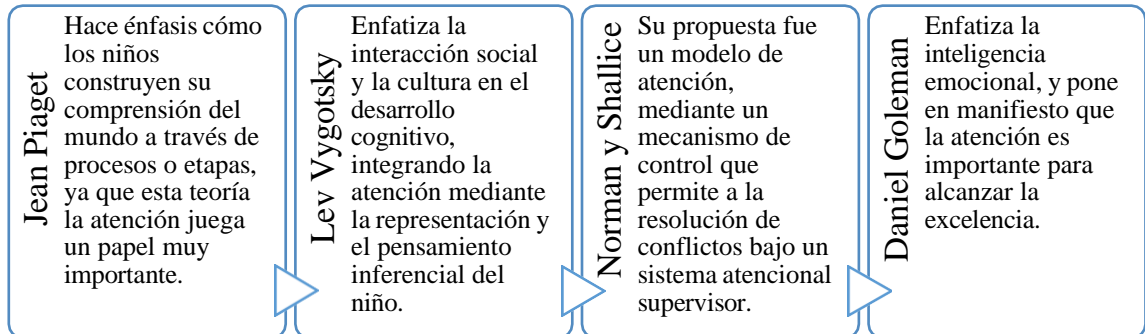 Jean Piaget
Hace énfasis cómo
los niños
construyen su
comprensión del
mundo a través de
procesos o etapas,
ya que esta teoría
la atención juega
un papel muy
importante.
Lev Vygotsky
Enfatiza la
interacción social
y la cultura en el
desarrollo
cognitivo,
integrando la
atención mediante
la representación y
el pensamiento
inferencial del
niño.
Norman y Shallice
Su propuesta fue
un modelo de
atención,
mediante un
mecanismo de
control que
permite a la
resolución de
conflictos bajo un
sistema atencional
supervisor.
Daniel Goleman
Enfatiza la
inteligencia
emocional, y pone
en manifiesto que
la atención es
importante para
alcanzar la
excelencia.